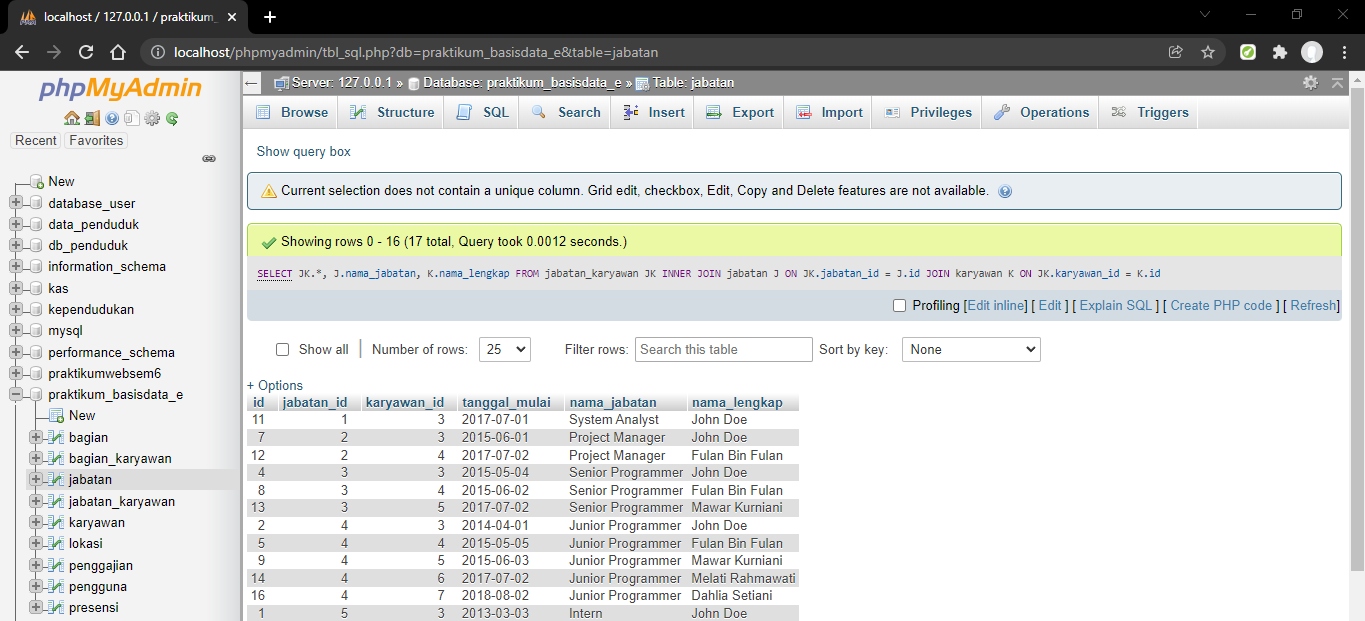 localhost / 127.0.0.1 / praktikum_
localhost/phpmyadmin/tbl_sql.php?db=praktikum_basisdata_e&table=jabatan
phpMyAdmin
Recent Favorites
New
database_user
data_penduduk
db_penduduk
information_schema
kas
kependudukan
mysql
performance_schema
praktikumwebsem6
praktikum_basisdata_e
New
bagian
bagian_karyawan
jabatan
jabatan_karyawan
karyawan
lokasi
penggajian
pengguna
presensi
Server: 127.0.0.1 » Database: praktikum_basisdata_e » Table: jabatan
Browse Structure SQL Search Insert Export Import Privileges Operations Triggers
Show query box
Current selection does not contain a unique column. Grid edit, checkbox, Edit, Copy and Delete features are not available.
Showing rows 0 - 16 (17 total, Query took 0.0012 seconds.)
SELECT JK.*, J.nama_jabatan, K.nama_lengkap FROM jabatan_karyawan JK INNER JOIN jabatan J ON JK.jabatan_id = J.id JOIN karyawan K ON JK.karyawan_id = K.id
Profiling [Edit inline] [ Edit ] [ Explain SQL ] [ Create PHP code ] [ Refresh]
Show all Number of rows: 25 Filter rows: Search this table Sort by key: None
+ Options
id jabatan_id karyawan_id tanggal_mulai nama_jabatan nama_lengkap
11 1 3 2017-07-01 System Analyst John Doe
7 2 3 2015-06-01 Project Manager John Doe
12 2 4 2017-07-02 Project Manager Fulan Bin Fulan
4 3 3 2015-05-04 Senior Programmer John Doe
8 3 4 2015-06-02 Senior Programmer Fulan Bin Fulan
13 3 5 2017-07-02 Senior Programmer Mawar Kurniani
2 4 3 2014-04-01 Junior Programmer John Doe
5 4 4 2015-05-05 Junior Programmer Fulan Bin Fulan
9 4 5 2015-06-03 Junior Programmer Mawar Kurniani
14 4 6 2017-07-02 Junior Programmer Melati Rahmawati
16 4 7 2018-08-02 Junior Programmer Dahlia Setiani
1 5 3 2013-03-03 Intern John Doe